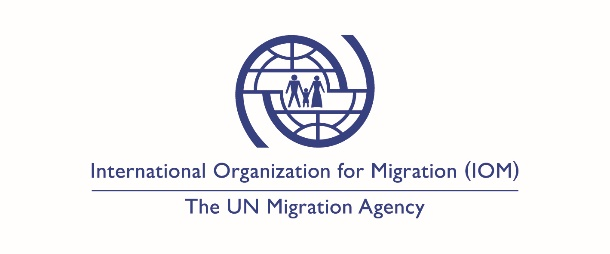 International Organization for Migration (IOM)
The UN Migration Agency